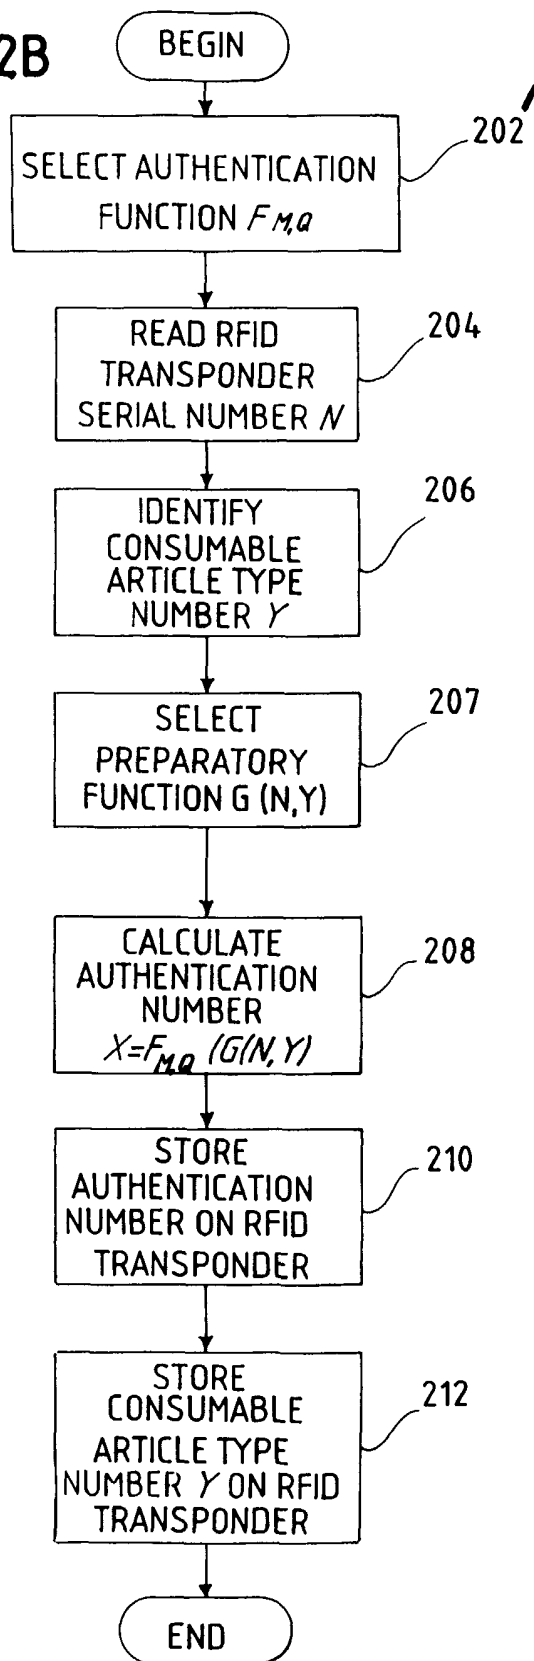 2B
BEGIN
202
SELECT AUTHENTICATION
FUNCTION F M,Q
204
READ RFID
TRANSPONDER
SERIAL NUMBER N
206
IDENTIFY
CONSUMABLE
ARTICLE TYPE
NUMBER Y
207
SELECT
PREPARATORY
FUNCTION G (N,Y)
208
CALCULATE
AUTHENTICATION
NUMBER
X=F M,Q (G(N,Y)
210
STORE
AUTHENTICATION
NUMBER ON RFID
TRANSPONDER
212
STORE
CONSUMABLE
ARTICLE TYPE
NUMBER Y ON RFID
TRANSPONDER
END